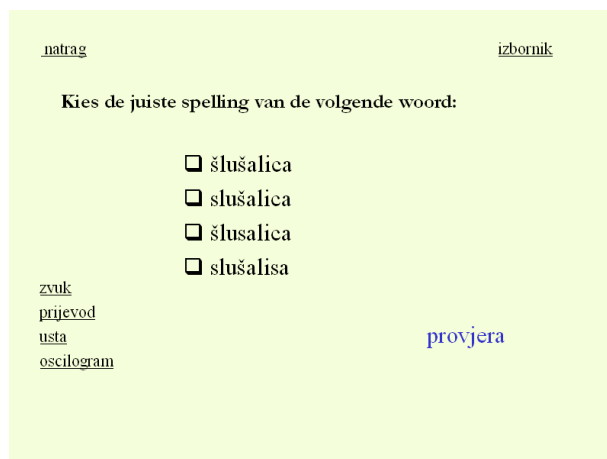 natrag izbornik
Kies de juiste spelling van de volgende woord:
šlušalica
slušalica
šlusalica
slušalisa
zvuk
prijevod
usta
provjera
oscilogram